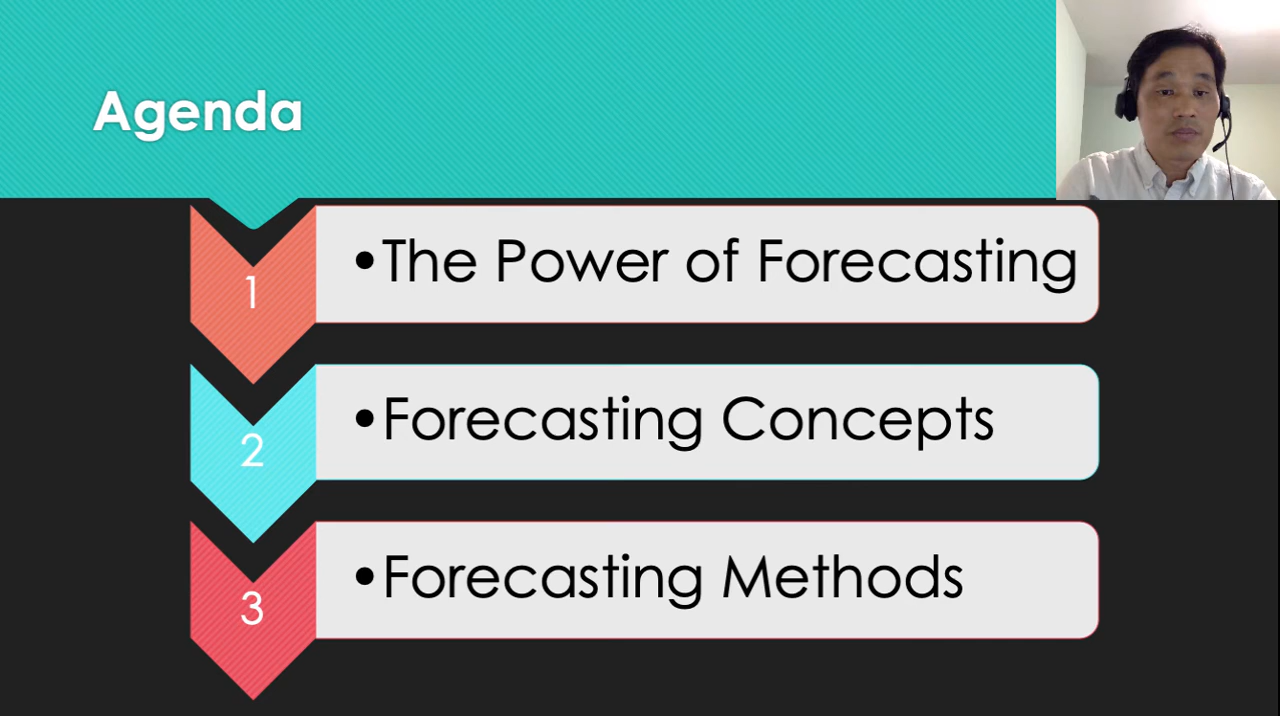 Agenda
1
•The Power of Forecasting
2
•Forecasting Concepts
3
•Forecasting Methods